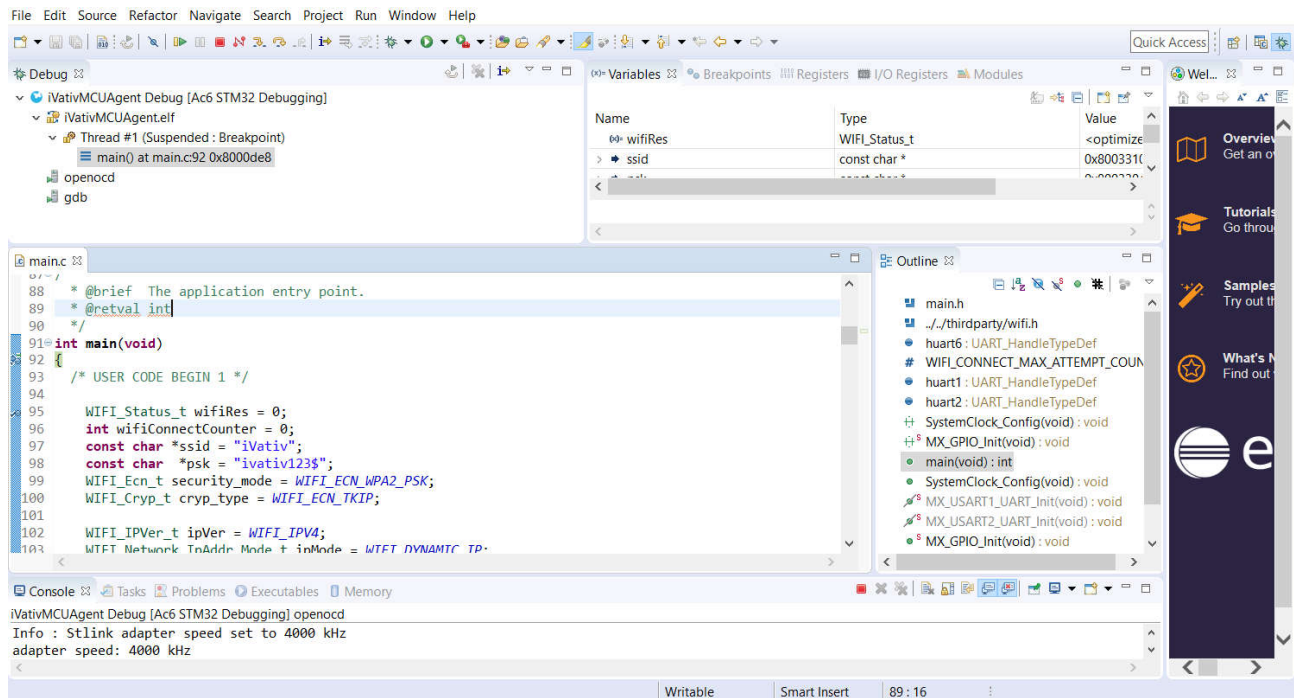 File Edit Source Refactor Navigate Search Project Run Window Help
Quick Access
Debug
iVativMCUAgent Debug [Ac6 STM32 Debugging]
iVativMCUAgent.elf
Thread #1 (Suspended : Breakpoint)
main() at main.c:92 0x8000de8
openocd
gdb
(x)= Variables Breakpoints Registers I/O Registers Modules
Name Type Value
(x)= wifiRes WIFI_Status_t <optimize
ssid const char * 0x8003310
Wel...
Overview
Get an o
Tutorials
Go throu
Samples
Try out th
What's N
Find out
e
main.c
88 * @brief The application entry point.
89 * @retval int
90 */
91 int main(void)
92 {
93 /* USER CODE BEGIN 1 */
94
95 WIFI_Status_t wifiRes = 0;
96 int wifiConnectCounter = 0;
97 const char *ssid = "iVativ";
98 const char *psk = "ivativ123$";
99 WIFI_Ecn_t security_mode = WIFI_ECN_WPA2_PSK;
100 WIFI_Cryp_t cryp_type = WIFI_ECN_TKIP;
101
102 WIFI_IPVer_t ipVer = WIFI_IPV4;
103 WIFI_Network_IpAddr_Mode_t ipMode = WIFI_DYNAMIC_IP;
Outline
main.h
../../thirdparty/wifi.h
huart6 : UART_HandleTypeDef
# WIFI_CONNECT_MAX_ATTEMPT_COUN
huart1 : UART_HandleTypeDef
huart2 : UART_HandleTypeDef
SystemClock_Config(void) : void
S MX_GPIO_Init(void) : void
main(void) : int
SystemClock_Config(void) : void
S MX_USART1_UART_Init(void) : void
S MX_USART2_UART_Init(void) : void
S MX_GPIO_Init(void) : void
Console Tasks Problems Executables Memory
iVativMCUAgent Debug [Ac6 STM32 Debugging] openocd
Info : Stlink adapter speed set to 4000 kHz
adapter speed: 4000 kHz
Writable Smart Insert 89 : 16